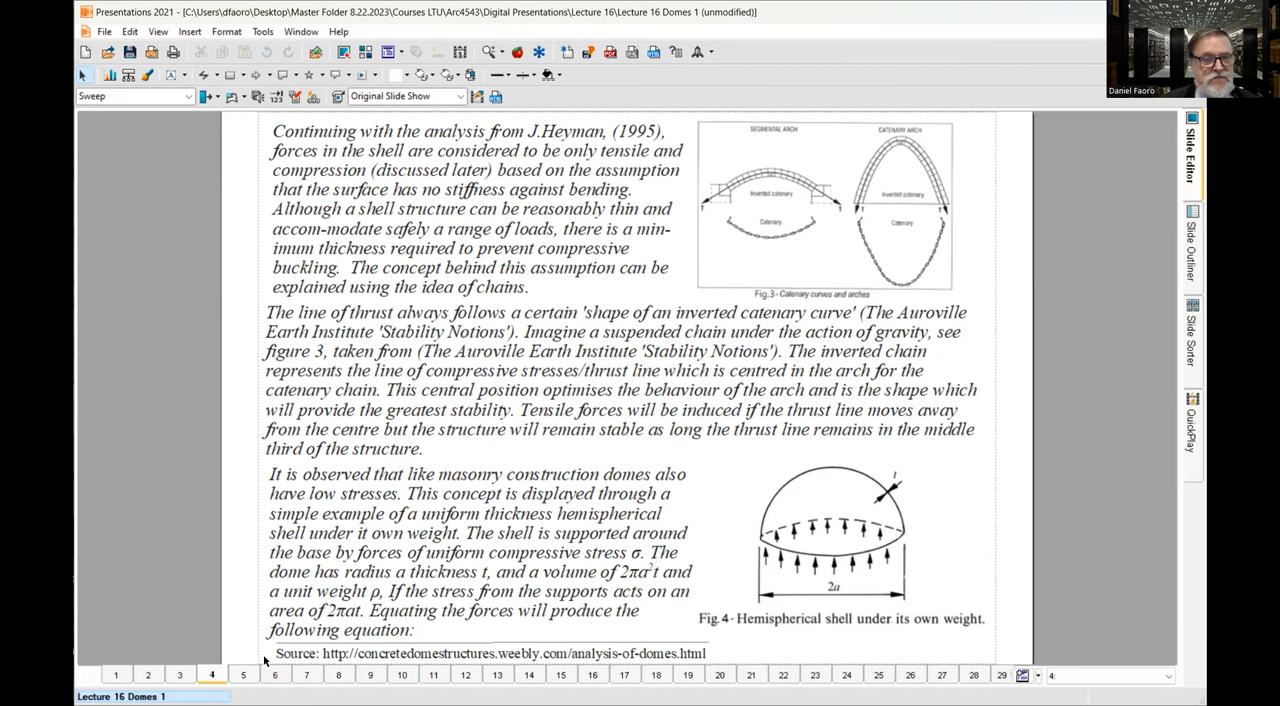 Presentations 2021 - [C:\Users\dfaoro\Desktop\Master Folder 8.22.2023\Courses LTU\Arc4543\Digital Presentations\Lecture 16\Lecture 16 Domes 1 (unmodified)]
File Edit View Insert Format Tools Window Help
Daniel Faoro
Sweep
Original Slide Show
Continuing with the analysis from J.Heyman, (1995),
forces in the shell are considered to be only tensile and
compression (discussed later) based on the assumption
that the surface has no stiffness against bending.
Although a shell structure can be reasonably thin and
accom-modate safely a range of loads, there is a min-
imum thickness required to prevent compressive
buckling. The concept behind this assumption can be
explained using the idea of chains.
SEGMENTAL ARCH
CATENARY ARCH
Inverted catenary
Inverted catenary
Catenary
Catenary
Fig.3- Catenary curves and arches
The line of thrust always follows a certain 'shape of an inverted catenary curve' (The Auroville
Earth Institute 'Stability Notions'). Imagine a suspended chain under the action of gravity, see
figure 3, taken from (The Auroville Earth Institute 'Stability Notions'). The inverted chain
represents the line of compressive stresses/thrust line which is centred in the arch for the
catenary chain. This central position optimises the behaviour of the arch and is the shape which
will provide the greatest stability. Tensile forces will be induced if the thrust line moves away
from the centre but the structure will remain stable as long the thrust line remains in the middle
third of the structure.
It is observed that like masonry construction domes also
have low stresses. This concept is displayed through a
simple example of a uniform thickness hemispherical
shell under it own weight. The shell is supported around
the base by forces of uniform compressive stress σ. The
dome has radius a thickness t, and a volume of 2πa²t and
a unit weight ρ, If the stress from the supports acts on an
area of 2πat. Equating the forces will produce the
following equation:
t
2a
Fig. 4 - Hemispherical shell under its own weight.
Source: http://concretedomestructures.weebly.com/analysis-of-domes.html
Slide Editor
Slide Outliner
Slide Sorter
QuickPlay
1 2 3 4 5 6 7 8 9 10 11 12 13 14 15 16 17 18 19 20 21 22 23 24 25 26 27 28 29
4:
Lecture 16 Domes 1